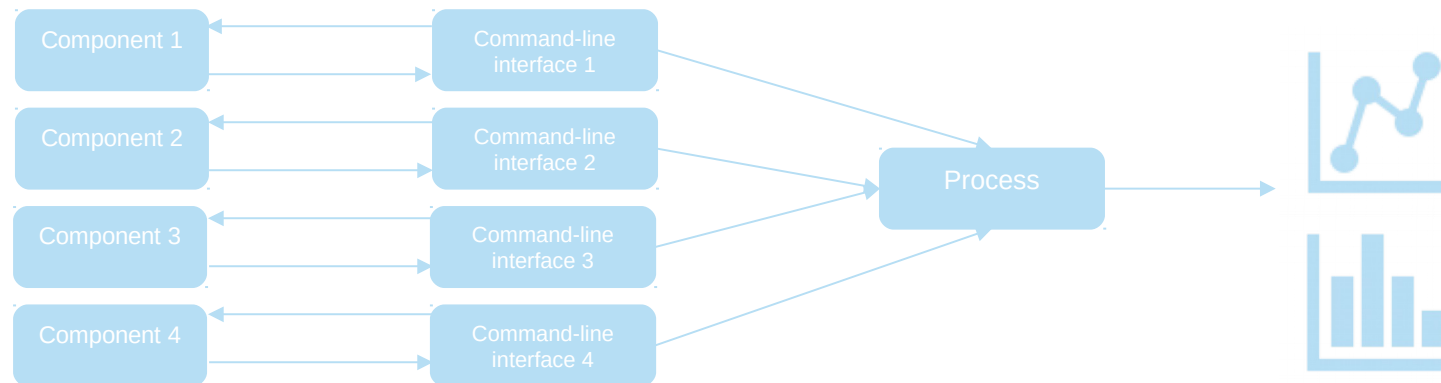 Component 1
Command-line
interface 1
Component 2
Command-line
interface 2
Process
Component 3
Command-line
interface 3
Component 4
Command-line
interface 4